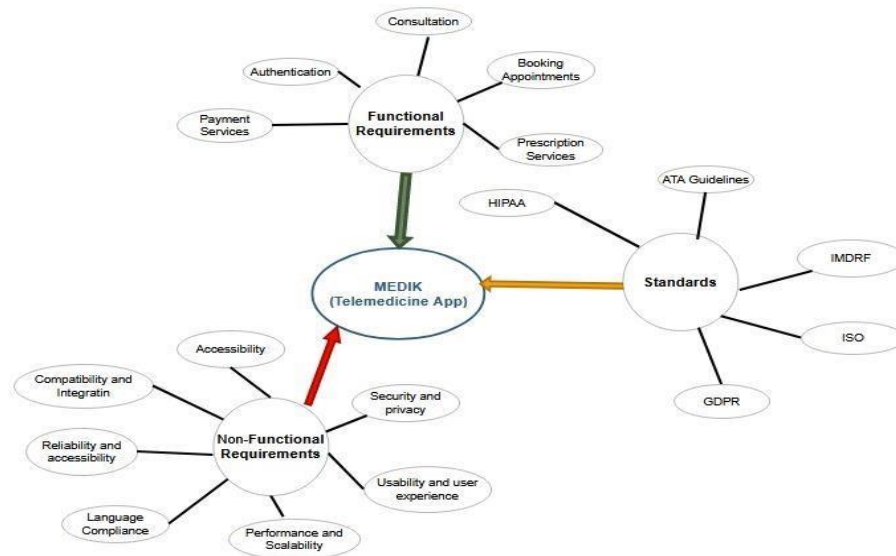 Consultation
Authentication
Booking
Appointments
Functional
Requirements
Payment
Services
Prescription
Services
ATA Guidelines
HIPAA
IMDRF
Standards
MEDIK
(Telemedicine App)
ISO
GDPR
Accessibility
Compatibility and
Integratin
Security and
privacy
Non-Functional
Requirements
Reliability and
accessibility
Usability and user
experience
Language
Compliance
Performance and
Scalability